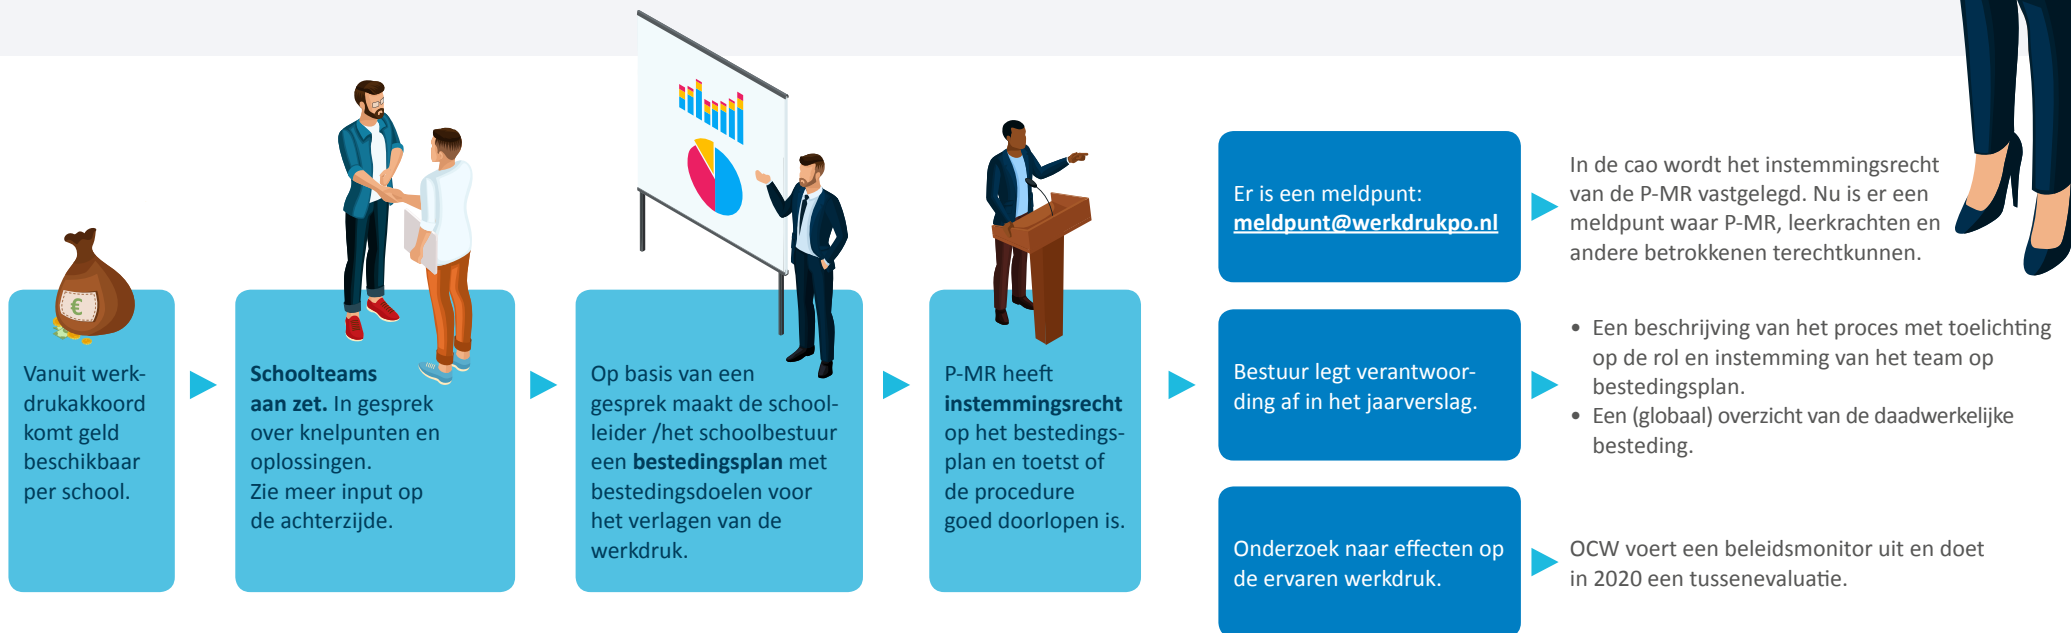 Vanuit werk-
drukakkoord
komt geld
beschikbaar
per school.
Schoolteams
aan zet. In gesprek
over knelpunten en
oplossingen.
Zie meer input op
de achterzijde.
Op basis van een
gesprek maakt de school-
leider /het schoolbestuur
een bestedingsplan met
bestedingsdoelen voor
het verlagen van de
werkdruk.
P-MR heeft
instemmingsrecht
op het bestedings-
plan en toetst of
de procedure
goed doorlopen is.
Er is een meldpunt:
meldpunt@werkdrukpo.nl
In de cao wordt het instemmingsrecht
van de P-MR vastgelegd. Nu is er een
meldpunt waar P-MR, leerkrachten en
andere betrokkenen terechtkunnen.
Bestuur legt verantwoor-
ding af in het jaarverslag.
• Een beschrijving van het proces met toelichting
op de rol en instemming van het team op
bestedingsplan.
• Een (globaal) overzicht van de daadwerkelijke
besteding.
Onderzoek naar effecten op
de ervaren werkdruk.
OCW voert een beleidsmonitor uit en doet
in 2020 een tussenevaluatie.
€